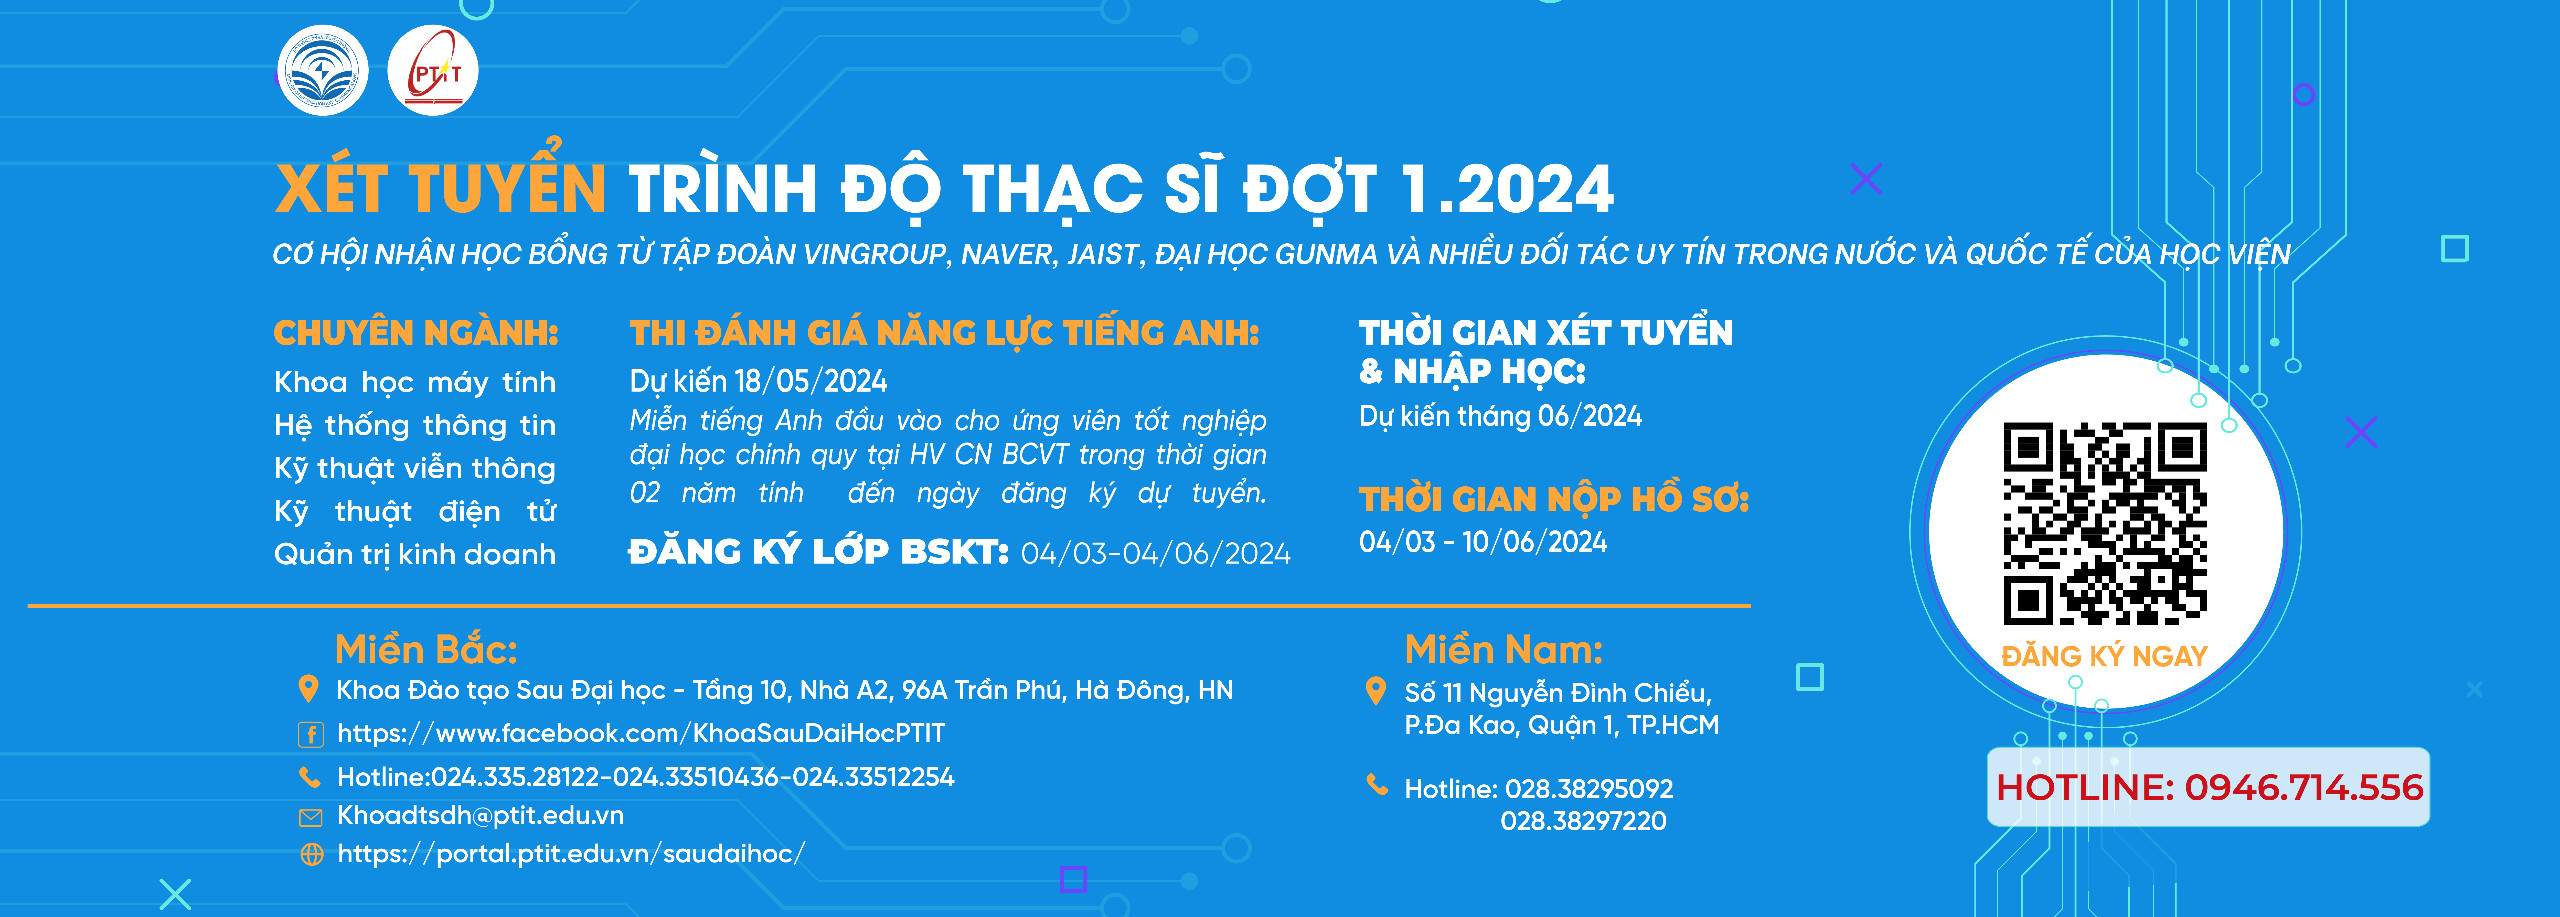 PTIT
XÉT TUYỂN TRÌNH ĐỘ THẠC SĨ ĐỢT 1.2024
CƠ HỘI NHẬN HỌC BỔNG TỪ TẬP ĐOÀN VINGROUP, NAVER, JAIST, ĐẠI HỌC GUNMA VÀ NHIỀU ĐỐI TÁC UY TÍN TRONG NƯỚC VÀ QUỐC TẾ CỦA HỌC VIỆN
CHUYÊN NGÀNH:
Khoa học máy tính
Hệ thống thông tin
Kỹ thuật viễn thông
Kỹ thuật điện tử
Quản trị kinh doanh
THI ĐÁNH GIÁ NĂNG LỰC TIẾNG ANH:
Dự kiến 18/05/2024
Miễn tiếng Anh đầu vào cho ứng viên tốt nghiệp
đại học chính quy tại HV CN BCVT trong thời gian
02 năm tính đến ngày đăng ký dự tuyển.
ĐĂNG KÝ LỚP BSKT: 04/03-04/06/2024
THỜI GIAN XÉT TUYỂN
& NHẬP HỌC:
Dự kiến tháng 06/2024
THỜI GIAN NỘP HỒ SƠ:
04/03 - 10/06/2024
ĐĂNG KÝ NGAY
HOTLINE: 0946.714.556
Miền Bắc:
Khoa Đào tạo Sau Đại học - Tầng 10, Nhà A2, 96A Trần Phú, Hà Đông, HN
https://www.facebook.com/KhoaSauDaiHocPTIT
Hotline:024.335.28122-024.33510436-024.33512254
Khoadtsdh@ptit.edu.vn
https://portal.ptit.edu.vn/saudaihoc/
Miền Nam:
Số 11 Nguyễn Đình Chiểu,
P.Đa Kao, Quận 1, TP.HCM
Hotline: 028.38295092
028.38297220